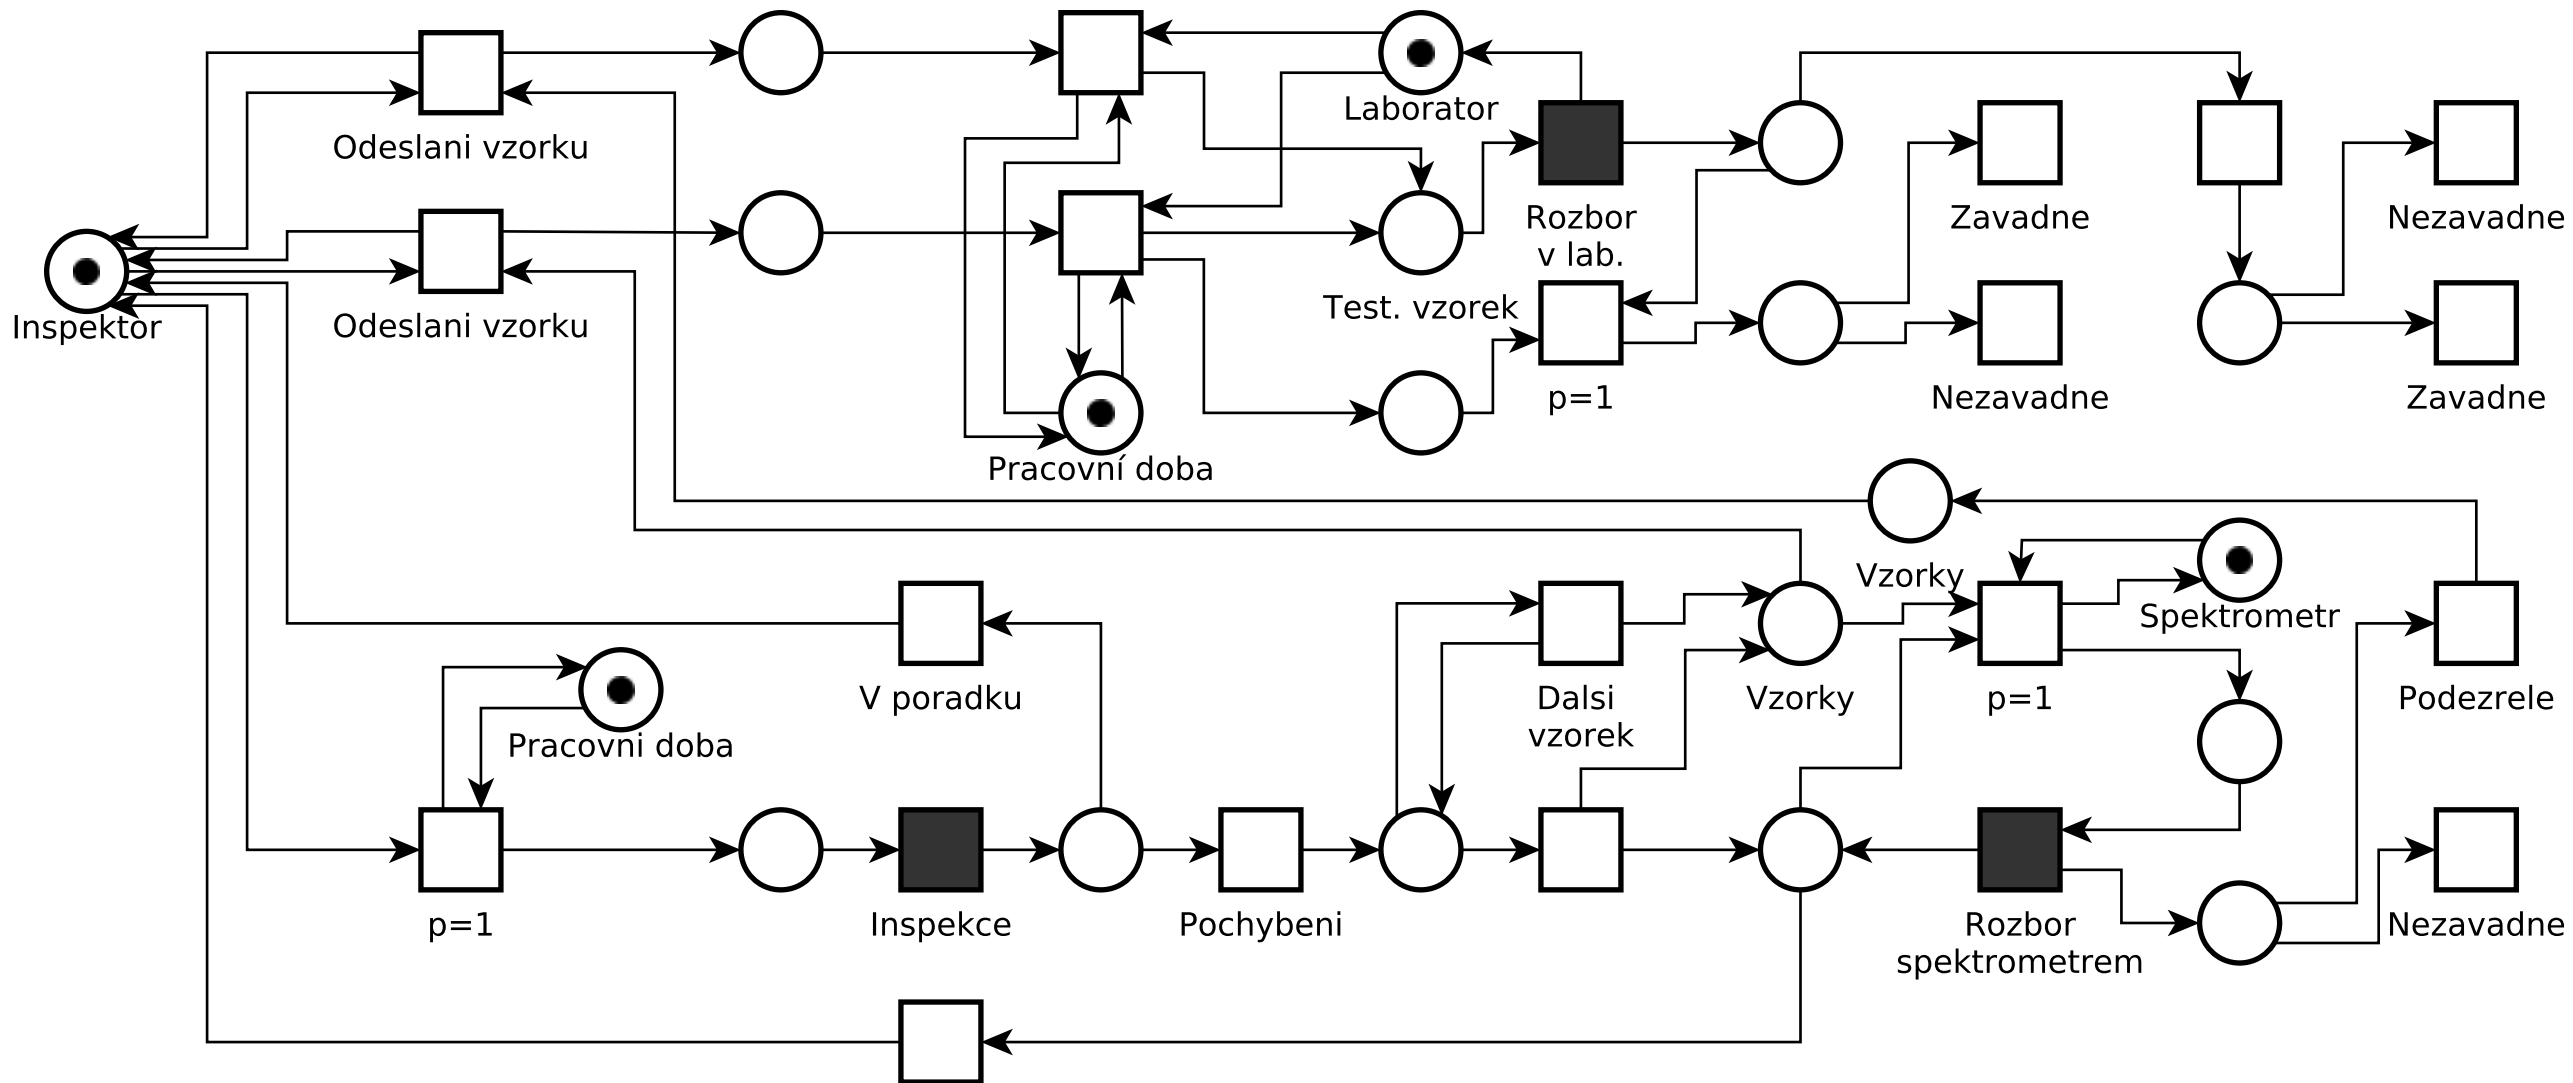 Laborator
Odeslani vzorku
Rozbor
v lab.
Zavadne
Nezavadne
Inspektor
Odeslani vzorku
Test. vzorek
p=1
Nezavadne
Zavadne
Pracovní doba
Vzorky
Spektrometr
V poradku
Dalsi
vzorek
Vzorky
p=1
Podezrele
Pracovni doba
p=1
Inspekce
Pochybeni
Rozbor
spektrometrem
Nezavadne